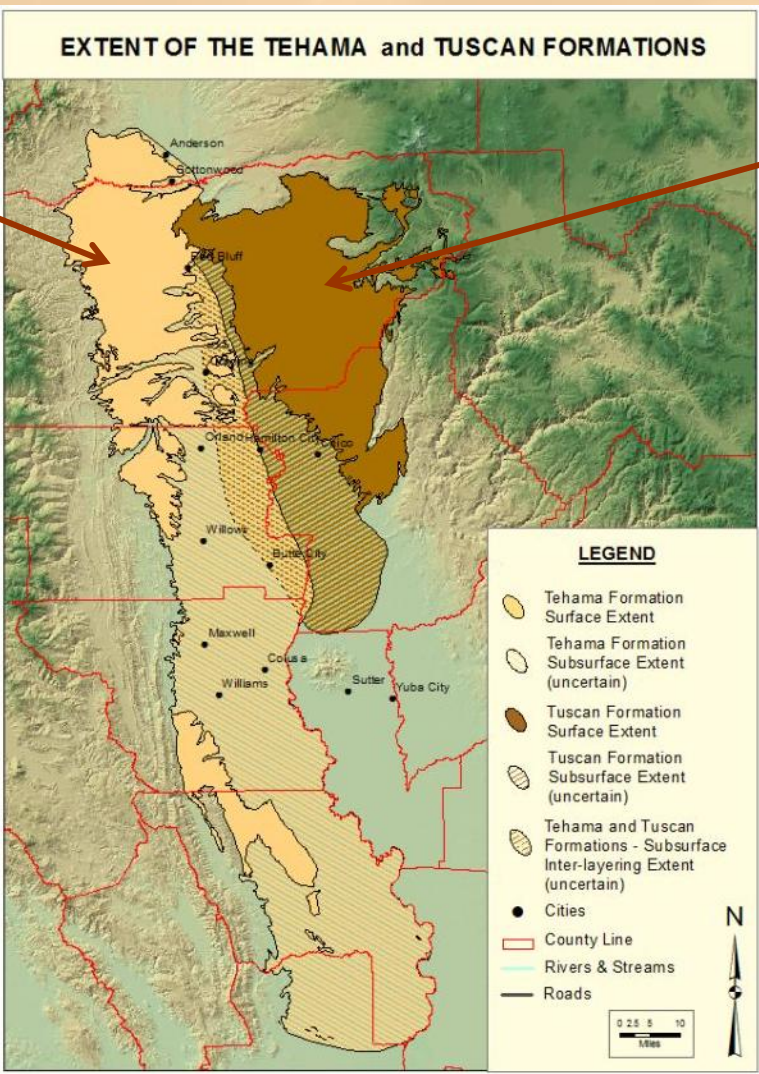 EXTENT OF THE TEHAMA and TUSCAN FORMATIONS
Anderson
Cottonwood
Red Bluff
Orland
Hamilton City
Chico
Willows
Butte City
Maxwell
Colusa
Williams
Sutter
Yuba City
LEGEND
Tehama Formation
Surface Extent
Tehama Formation
Subsurface Extent
(uncertain)
Tuscan Formation
Surface Extent
Tuscan Formation
Subsurface Extent
(uncertain)
Tehama and Tuscan
Formations - Subsurface
Inter-layering Extent
(uncertain)
Cities
County Line
Rivers & Streams
Roads
N
0 2.5 5 10
Miles